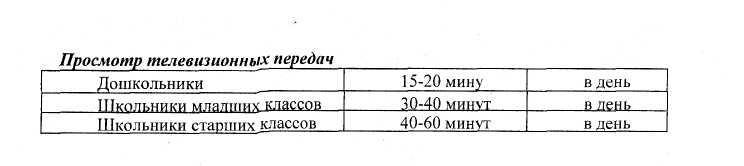 Просмотр телевизионных передач
Дошкольники 15-20 мину в день
Школьники младших классов 30-40 минут в день
Школьники старших классов 40-60 минут в день